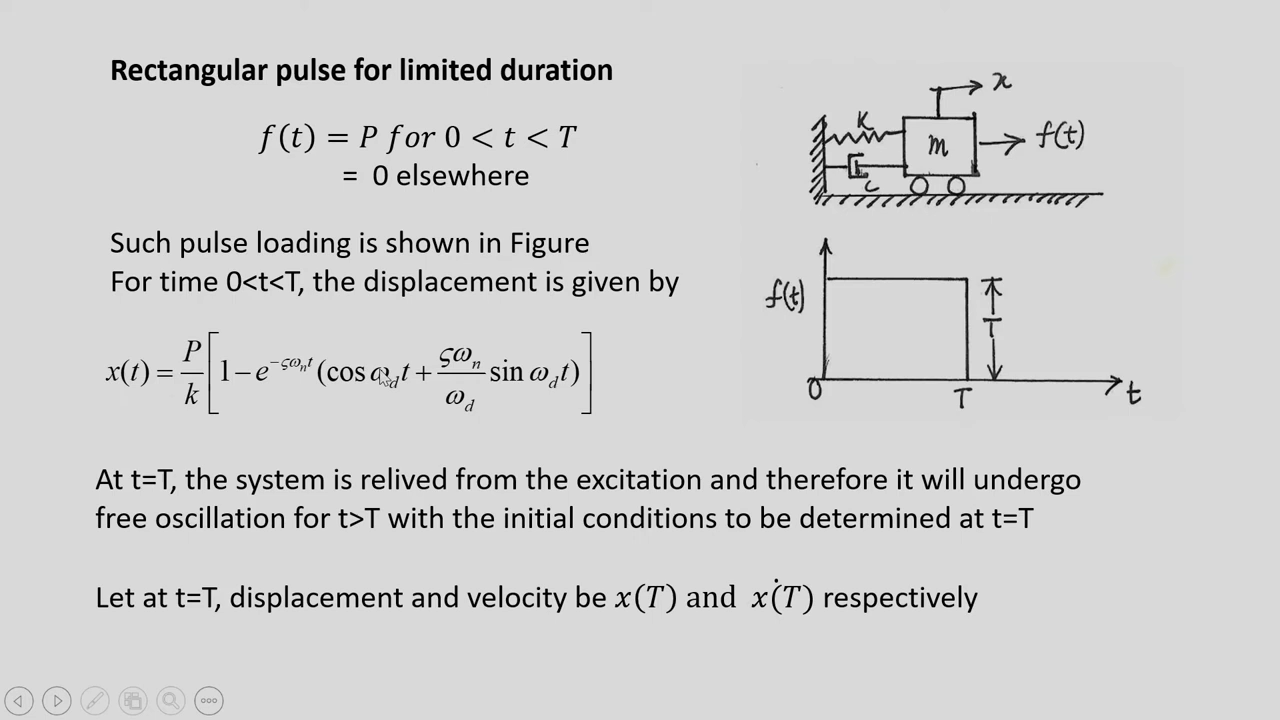 Rectangular pulse for limited duration
f(t) = P for 0 < t < T
= 0 elsewhere
Such pulse loading is shown in Figure
For time 0<t<T, the displacement is given by
x(t) = P/k [1 − e^{−ςω_n t} (cos ω_d t + ςω_n/ω_d sin ω_d t)]
At t=T, the system is relived from the excitation and therefore it will undergo
free oscillation for t>T with the initial conditions to be determined at t=T
Let at t=T, displacement and velocity be x(T) and ẋ(T) respectively
x
K
m
f(t)
c
f(t)
T
0
T
t